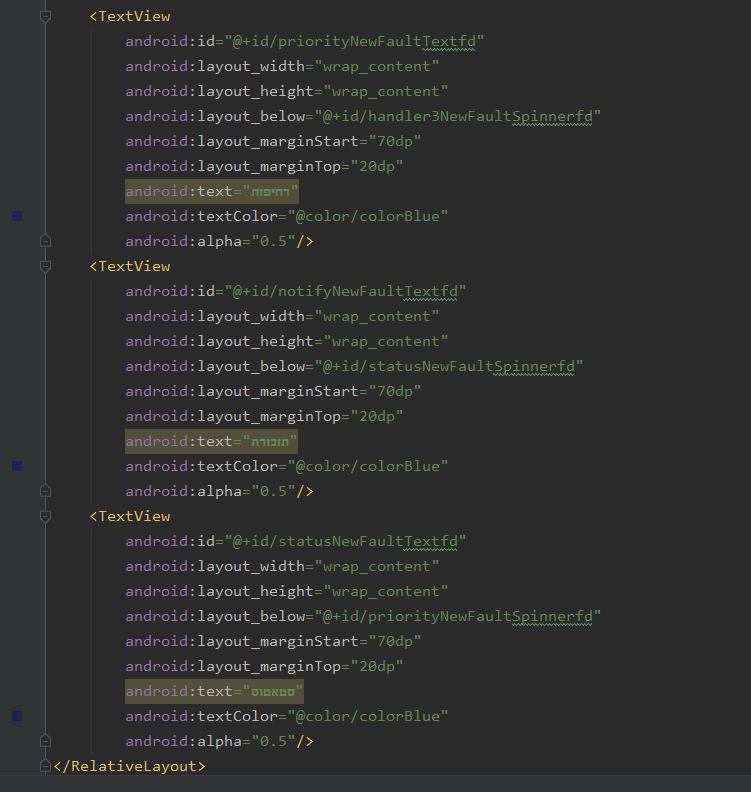 <TextView
android:id="@+id/priorityNewFaultTextfd"
android:layout_width="wrap_content"
android:layout_height="wrap_content"
android:layout_below="@+id/handler3NewFaultSpinnerfd"
android:layout_marginStart="70dp"
android:layout_marginTop="20dp"
android:text="דחיפות"
android:textColor="@color/colorBlue"
android:alpha="0.5"/>
<TextView
android:id="@+id/notifyNewFaultTextfd"
android:layout_width="wrap_content"
android:layout_height="wrap_content"
android:layout_below="@+id/statusNewFaultSpinnerfd"
android:layout_marginStart="70dp"
android:layout_marginTop="20dp"
android:text="תזכורת"
android:textColor="@color/colorBlue"
android:alpha="0.5"/>
<TextView
android:id="@+id/statusNewFaultTextfd"
android:layout_width="wrap_content"
android:layout_height="wrap_content"
android:layout_below="@+id/priorityNewFaultSpinnerfd"
android:layout_marginStart="70dp"
android:layout_marginTop="20dp"
android:text="סטאטוס"
android:textColor="@color/colorBlue"
android:alpha="0.5"/>
</RelativeLayout>